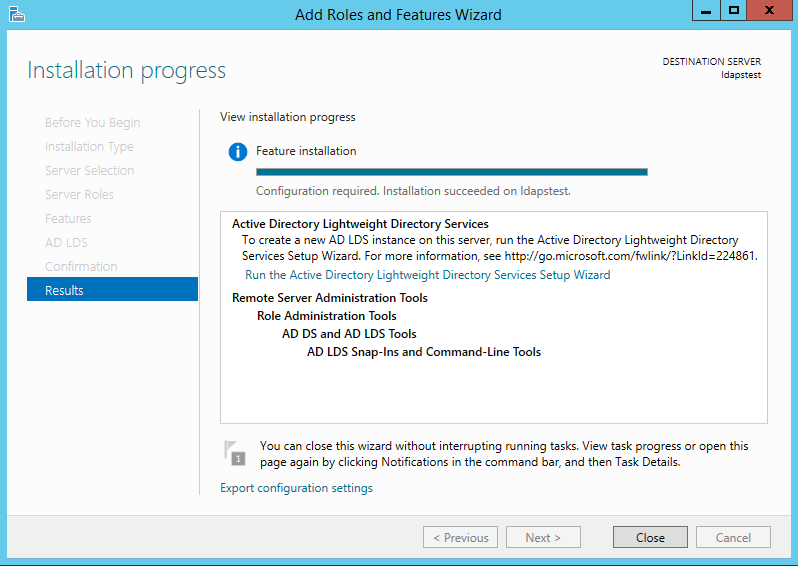 Add Roles and Features Wizard
Installation progress
DESTINATION SERVER
ldapstest
Before You Begin
Installation Type
Server Selection
Server Roles
Features
AD LDS
Confirmation
Results
View installation progress
Feature installation
Configuration required. Installation succeeded on ldapstest.
Active Directory Lightweight Directory Services
To create a new AD LDS instance on this server, run the Active Directory Lightweight Directory
Services Setup Wizard. For more information, see http://go.microsoft.com/fwlink/?LinkId=224861.
Run the Active Directory Lightweight Directory Services Setup Wizard
Remote Server Administration Tools
Role Administration Tools
AD DS and AD LDS Tools
AD LDS Snap-Ins and Command-Line Tools
1
You can close this wizard without interrupting running tasks. View task progress or open this
page again by clicking Notifications in the command bar, and then Task Details.
Export configuration settings
< Previous
Next >
Close
Cancel